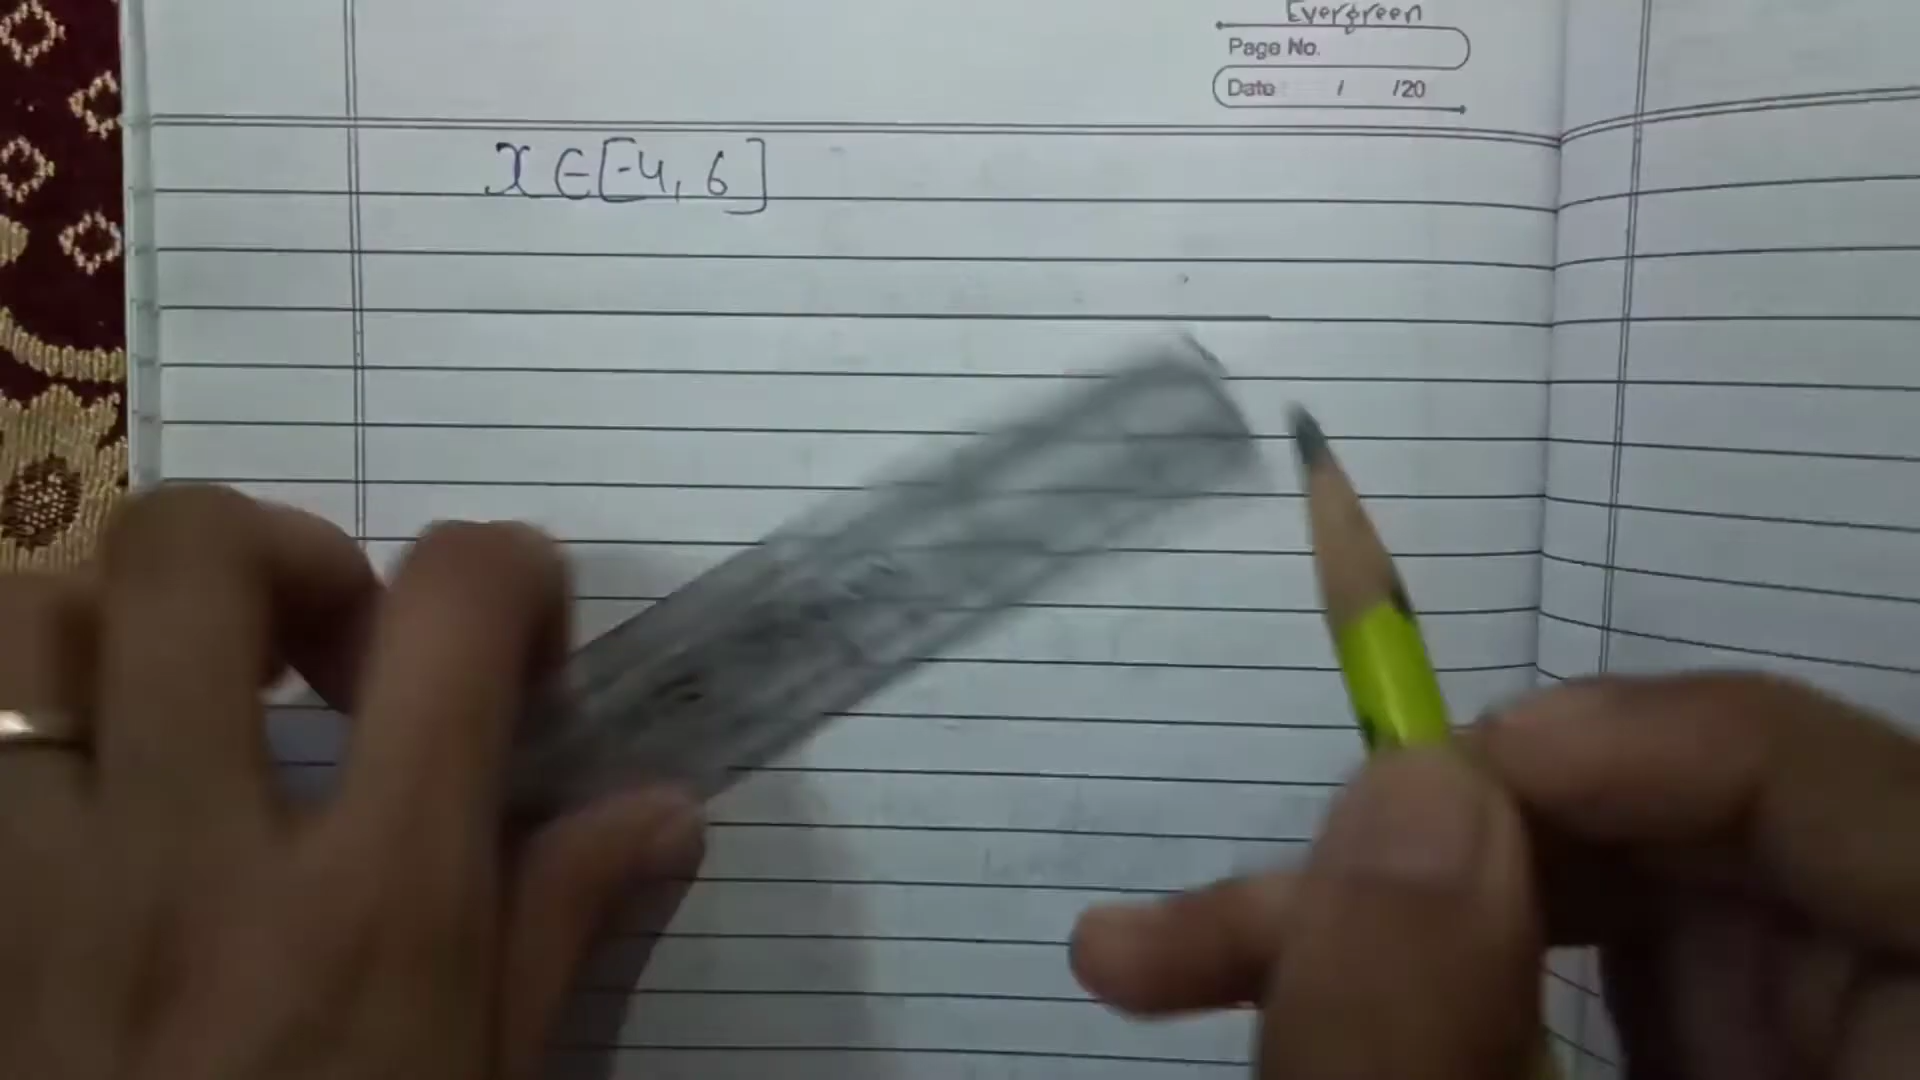 Evergreen
Page No.
Date / /20
x ∈ [-4, 6]